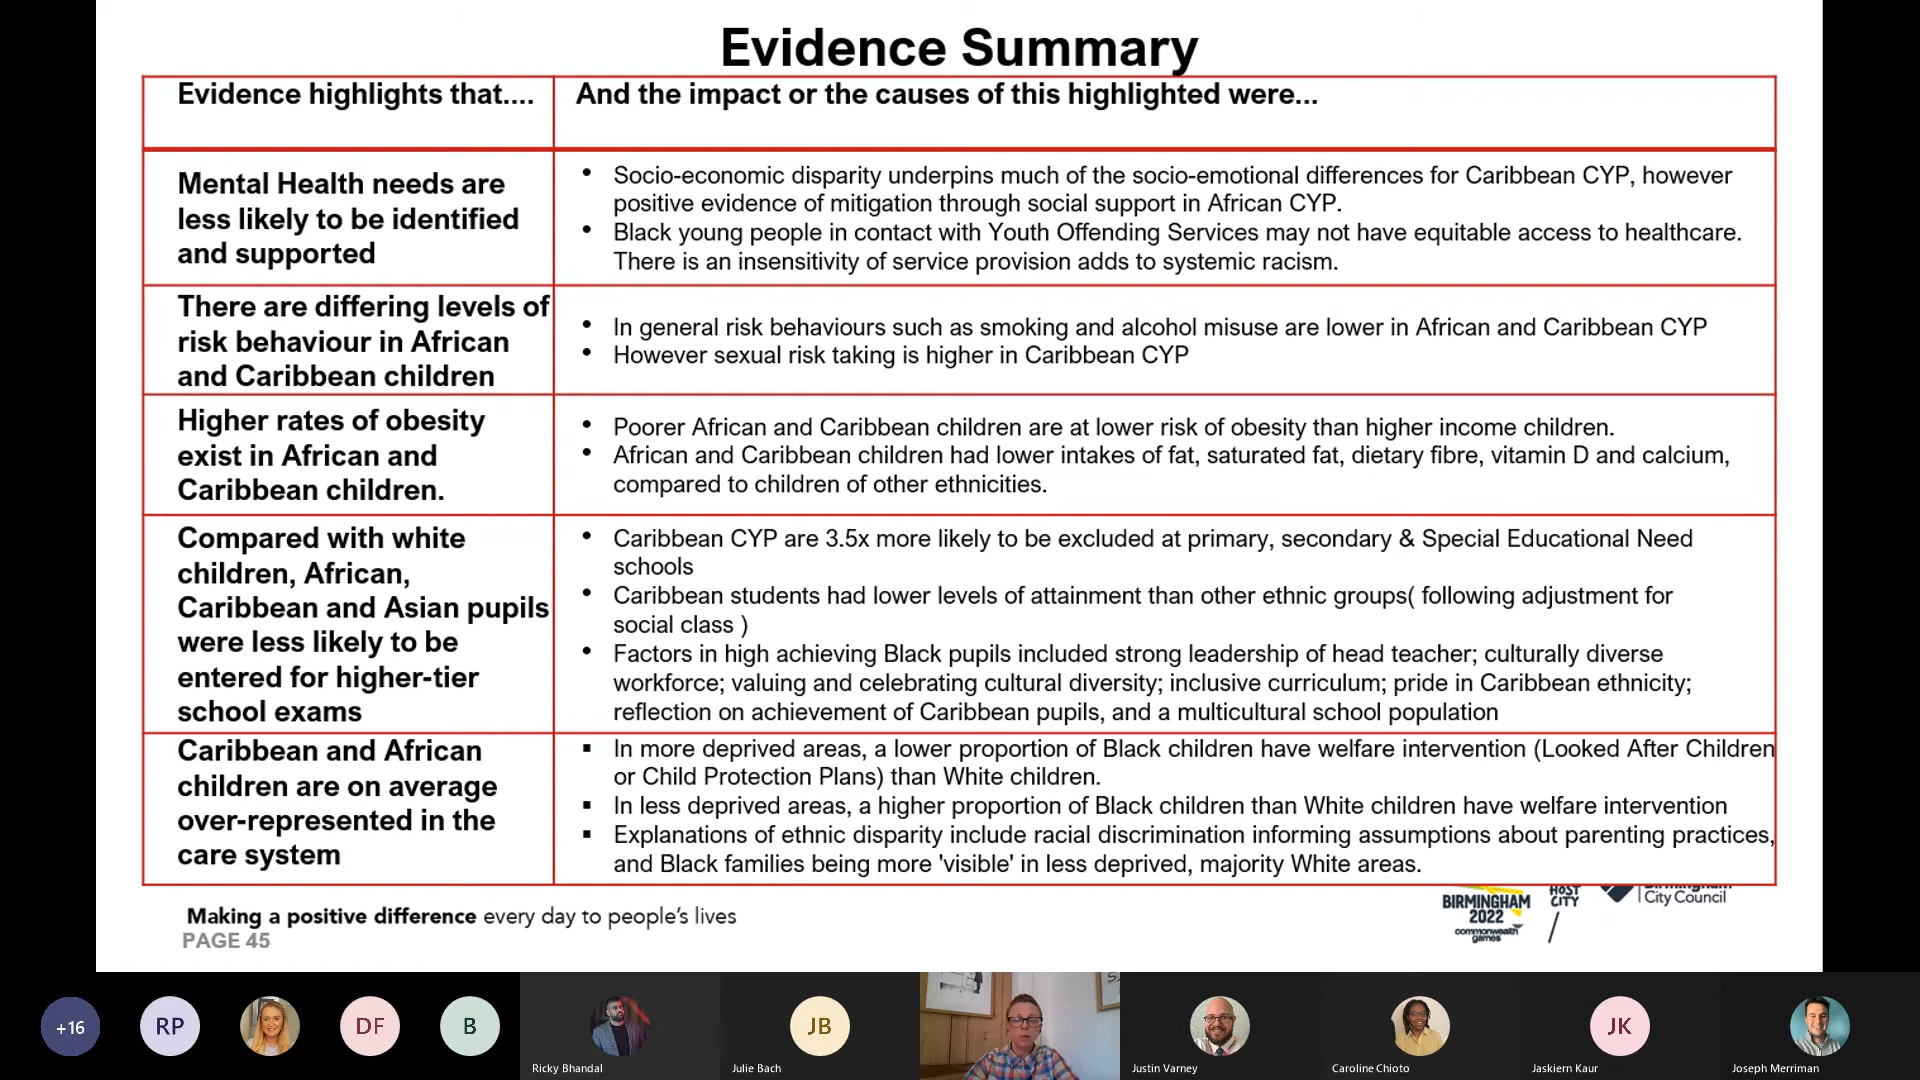 Evidence Summary
Evidence highlights that....
And the impact or the causes of this highlighted were...
Mental Health needs are
less likely to be identified
and supported
• Socio-economic disparity underpins much of the socio-emotional differences for Caribbean CYP, however
positive evidence of mitigation through social support in African CYP.
• Black young people in contact with Youth Offending Services may not have equitable access to healthcare.
There is an insensitivity of service provision adds to systemic racism.
There are differing levels of
risk behaviour in African
and Caribbean children
• In general risk behaviours such as smoking and alcohol misuse are lower in African and Caribbean CYP
• However sexual risk taking is higher in Caribbean CYP
Higher rates of obesity
exist in African and
Caribbean children.
• Poorer African and Caribbean children are at lower risk of obesity than higher income children.
• African and Caribbean children had lower intakes of fat, saturated fat, dietary fibre, vitamin D and calcium,
compared to children of other ethnicities.
Compared with white
children, African,
Caribbean and Asian pupils
were less likely to be
entered for higher-tier
school exams
• Caribbean CYP are 3.5x more likely to be excluded at primary, secondary & Special Educational Need
schools
• Caribbean students had lower levels of attainment than other ethnic groups( following adjustment for
social class )
• Factors in high achieving Black pupils included strong leadership of head teacher; culturally diverse
workforce; valuing and celebrating cultural diversity; inclusive curriculum; pride in Caribbean ethnicity;
reflection on achievement of Caribbean pupils, and a multicultural school population
Caribbean and African
children are on average
over-represented in the
care system
▪ In more deprived areas, a lower proportion of Black children have welfare intervention (Looked After Children
or Child Protection Plans) than White children.
▪ In less deprived areas, a higher proportion of Black children than White children have welfare intervention
▪ Explanations of ethnic disparity include racial discrimination informing assumptions about parenting practices,
and Black families being more 'visible' in less deprived, majority White areas.
Making a positive difference every day to people's lives
PAGE 45
BIRMINGHAM
2022
commonwealth
games
HOST
CITY
Birmingham
City Council
+16
RP
DF
B
Ricky Bhandal
JB
Julie Bach
Justin Varney
Caroline Chioto
JK
Jaskiern Kaur
Joseph Merriman